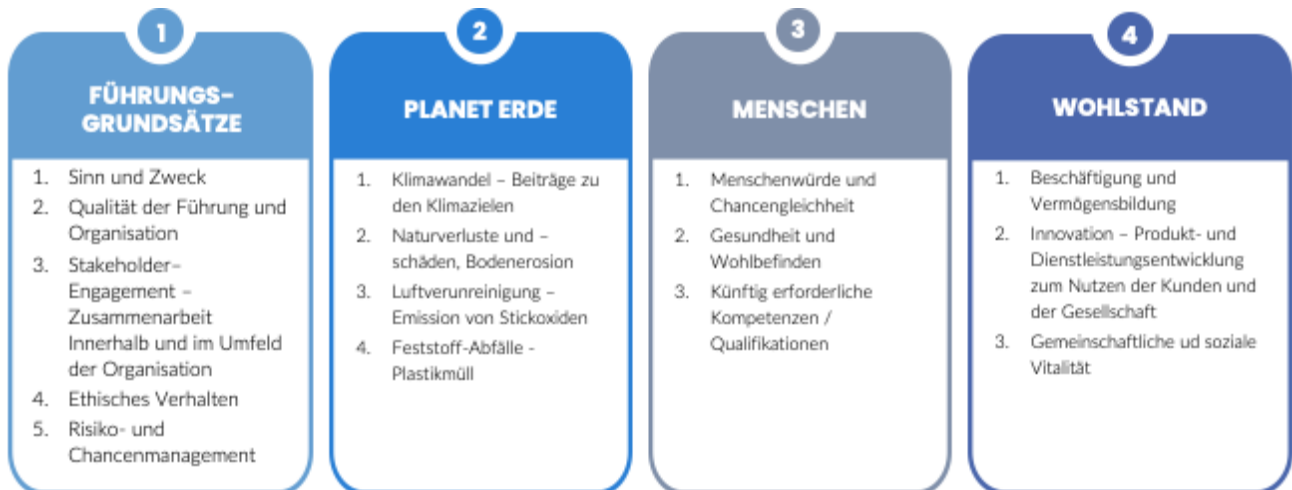 1
FÜHRUNGS-
GRUNDSÄTZE
1. Sinn und Zweck
2. Qualität der Führung und
Organisation
3. Stakeholder–
Engagement –
Zusammenarbeit
Innerhalb und im Umfeld
der Organisation
4. Ethisches Verhalten
5. Risiko- und
Chancenmanagement
2
PLANET ERDE
1. Klimawandel – Beiträge zu
den Klimazielen
2. Naturverluste und –
schäden, Bodenerosion
3. Luftverunreinigung –
Emission von Stickoxiden
4. Feststoff-Abfälle -
Plastikmüll
3
MENSCHEN
1. Menschenwürde und
Chancengleichheit
2. Gesundheit und
Wohlbefinden
3. Künftig erforderliche
Kompetenzen /
Qualifikationen
4
WOHLSTAND
1. Beschäftigung und
Vermögensbildung
2. Innovation – Produkt- und
Dienstleistungsentwicklung
zum Nutzen der Kunden und
der Gesellschaft
3. Gemeinschaftliche ud soziale
Vitalität